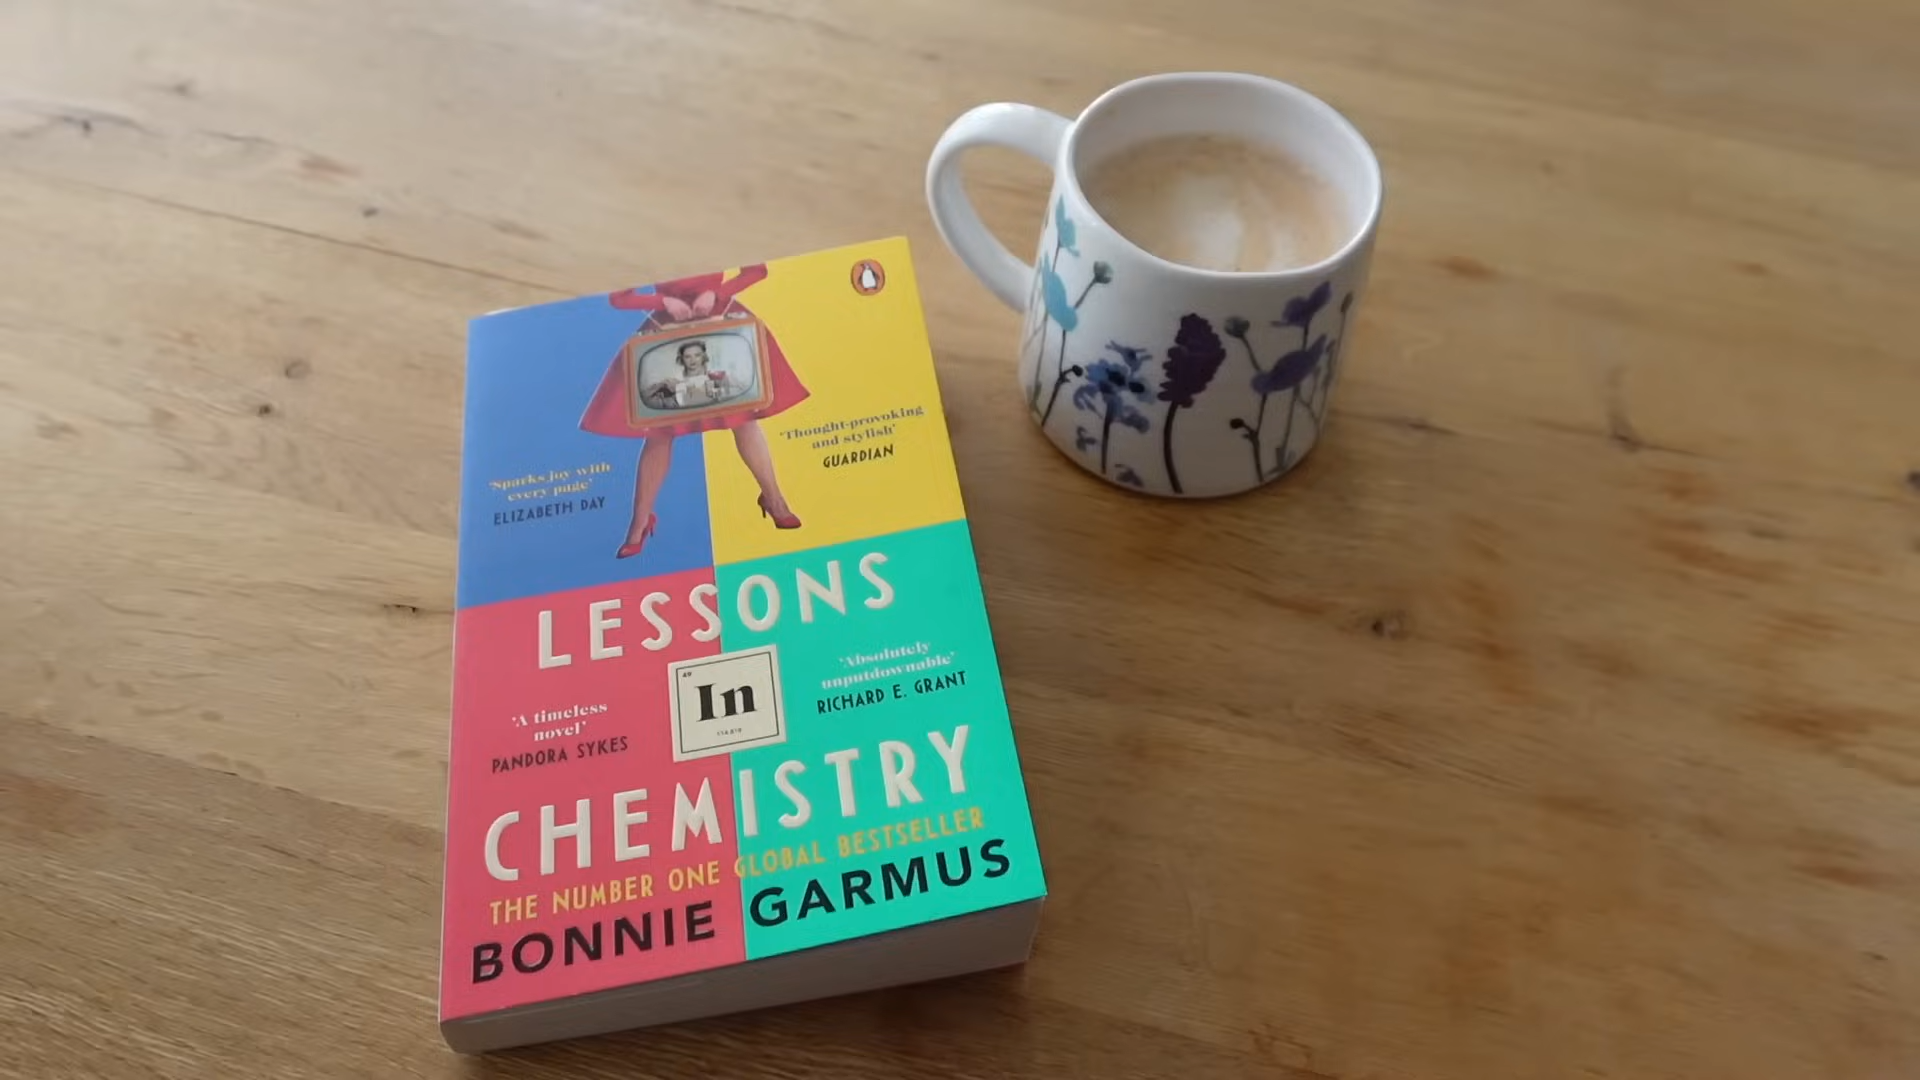 'Thought-provoking
and stylish'
GUARDIAN
'Sparks joy with
every page'
ELIZABETH DAY
LESSONS
49
In
'Absolutely
unputdownable'
RICHARD E. GRANT
'A timeless
novel'
PANDORA SYKES
CHEMISTRY
THE NUMBER ONE GLOBAL BESTSELLER
BONNIE GARMUS